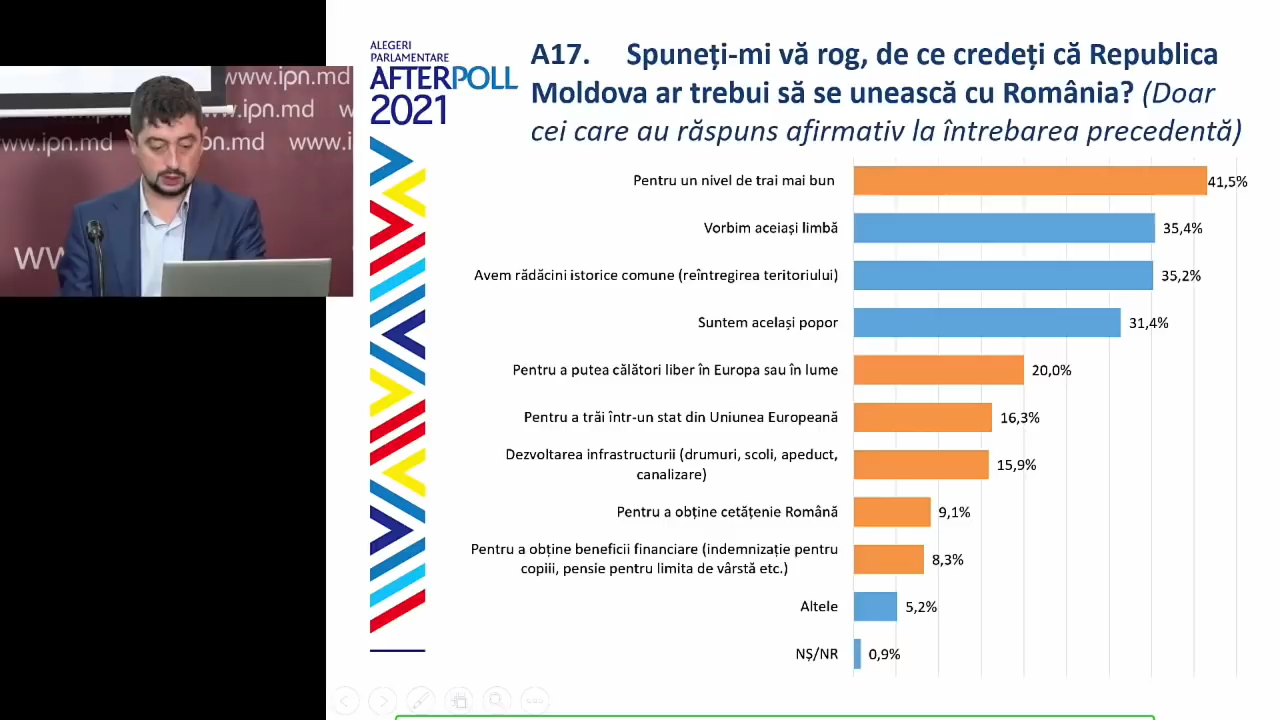 www.ipn.md
.ipn.md
www.ipn.md
pn.md
www.i
ALEGERI
PARLAMENTARE
AFTERPOLL
2021
A17. Spuneți-mi vă rog, de ce credeți că Republica
Moldova ar trebui să se unească cu România? (Doar
cei care au răspuns afirmativ la întrebarea precedentă)
Pentru un nivel de trai mai bun 41,5%
Vorbim aceiași limbă 35,4%
Avem rădăcini istorice comune (reîntregirea teritoriului) 35,2%
Suntem același popor 31,4%
Pentru a putea călători liber în Europa sau în lume 20,0%
Pentru a trăi într-un stat din Uniunea Europeană 16,3%
Dezvoltarea infrastructurii (drumuri, scoli, apeduct,
canalizare) 15,9%
Pentru a obține cetățenie Română 9,1%
Pentru a obține beneficii financiare (indemnizație pentru
copiii, pensie pentru limita de vârstă etc.) 8,3%
Altele 5,2%
NȘ/NR 0,9%